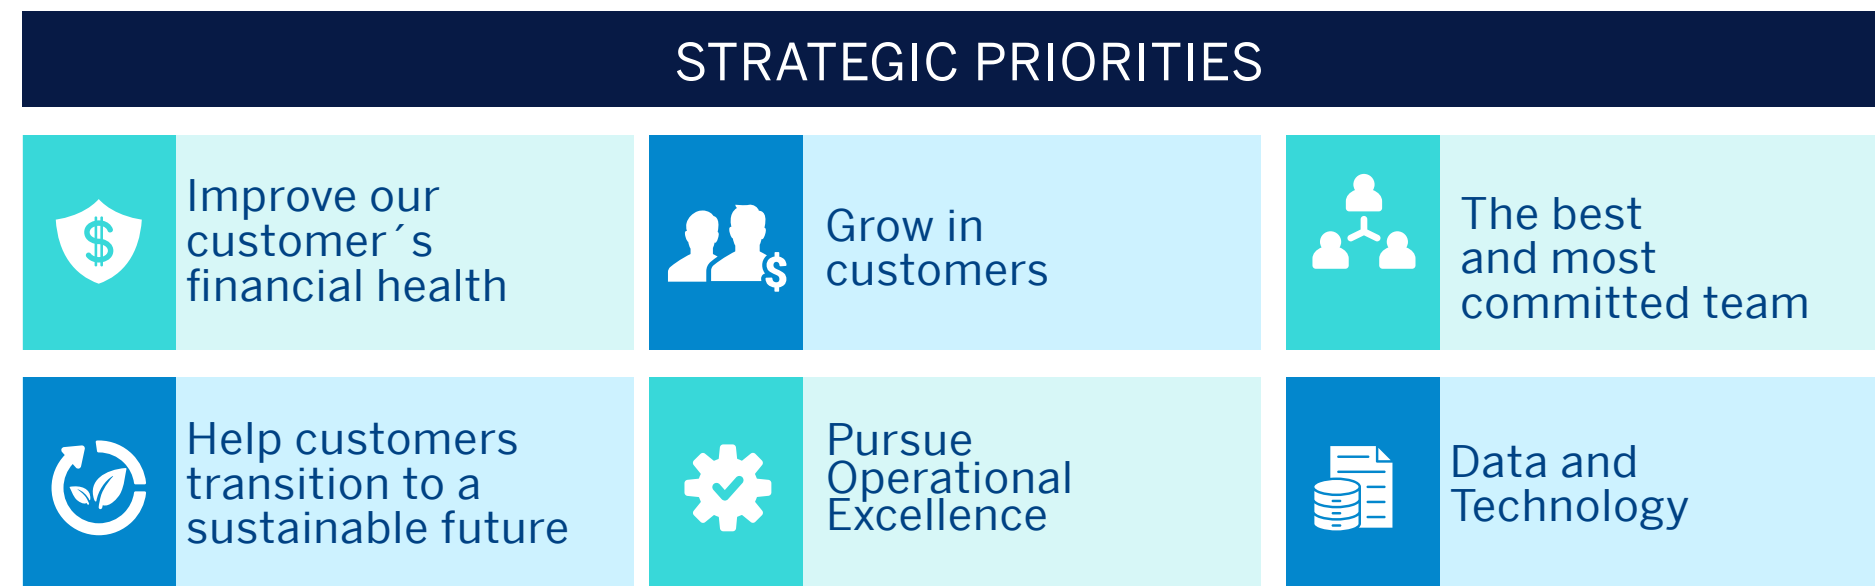 STRATEGIC PRIORITIES
Improve our
customer´s
financial health
Grow in
customers
The best
and most
committed team
Help customers
transition to a
sustainable future
Pursue
Operational
Excellence
Data and
Technology